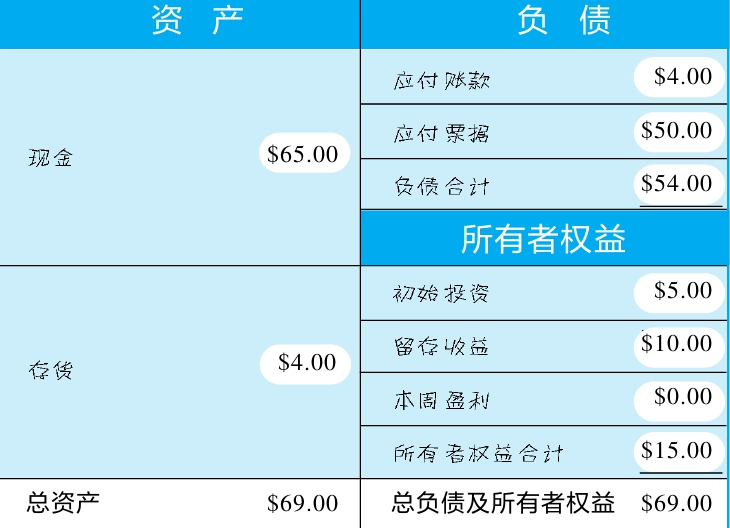 资 产
现金 $65.00
存货 $4.00
总资产 $69.00
负 债
应付账款 $4.00
应付票据 $50.00
负债合计 $54.00
所有者权益
初始投资 $5.00
留存收益 $10.00
本周盈利 $0.00
所有者权益合计 $15.00
总负债及所有者权益 $69.00